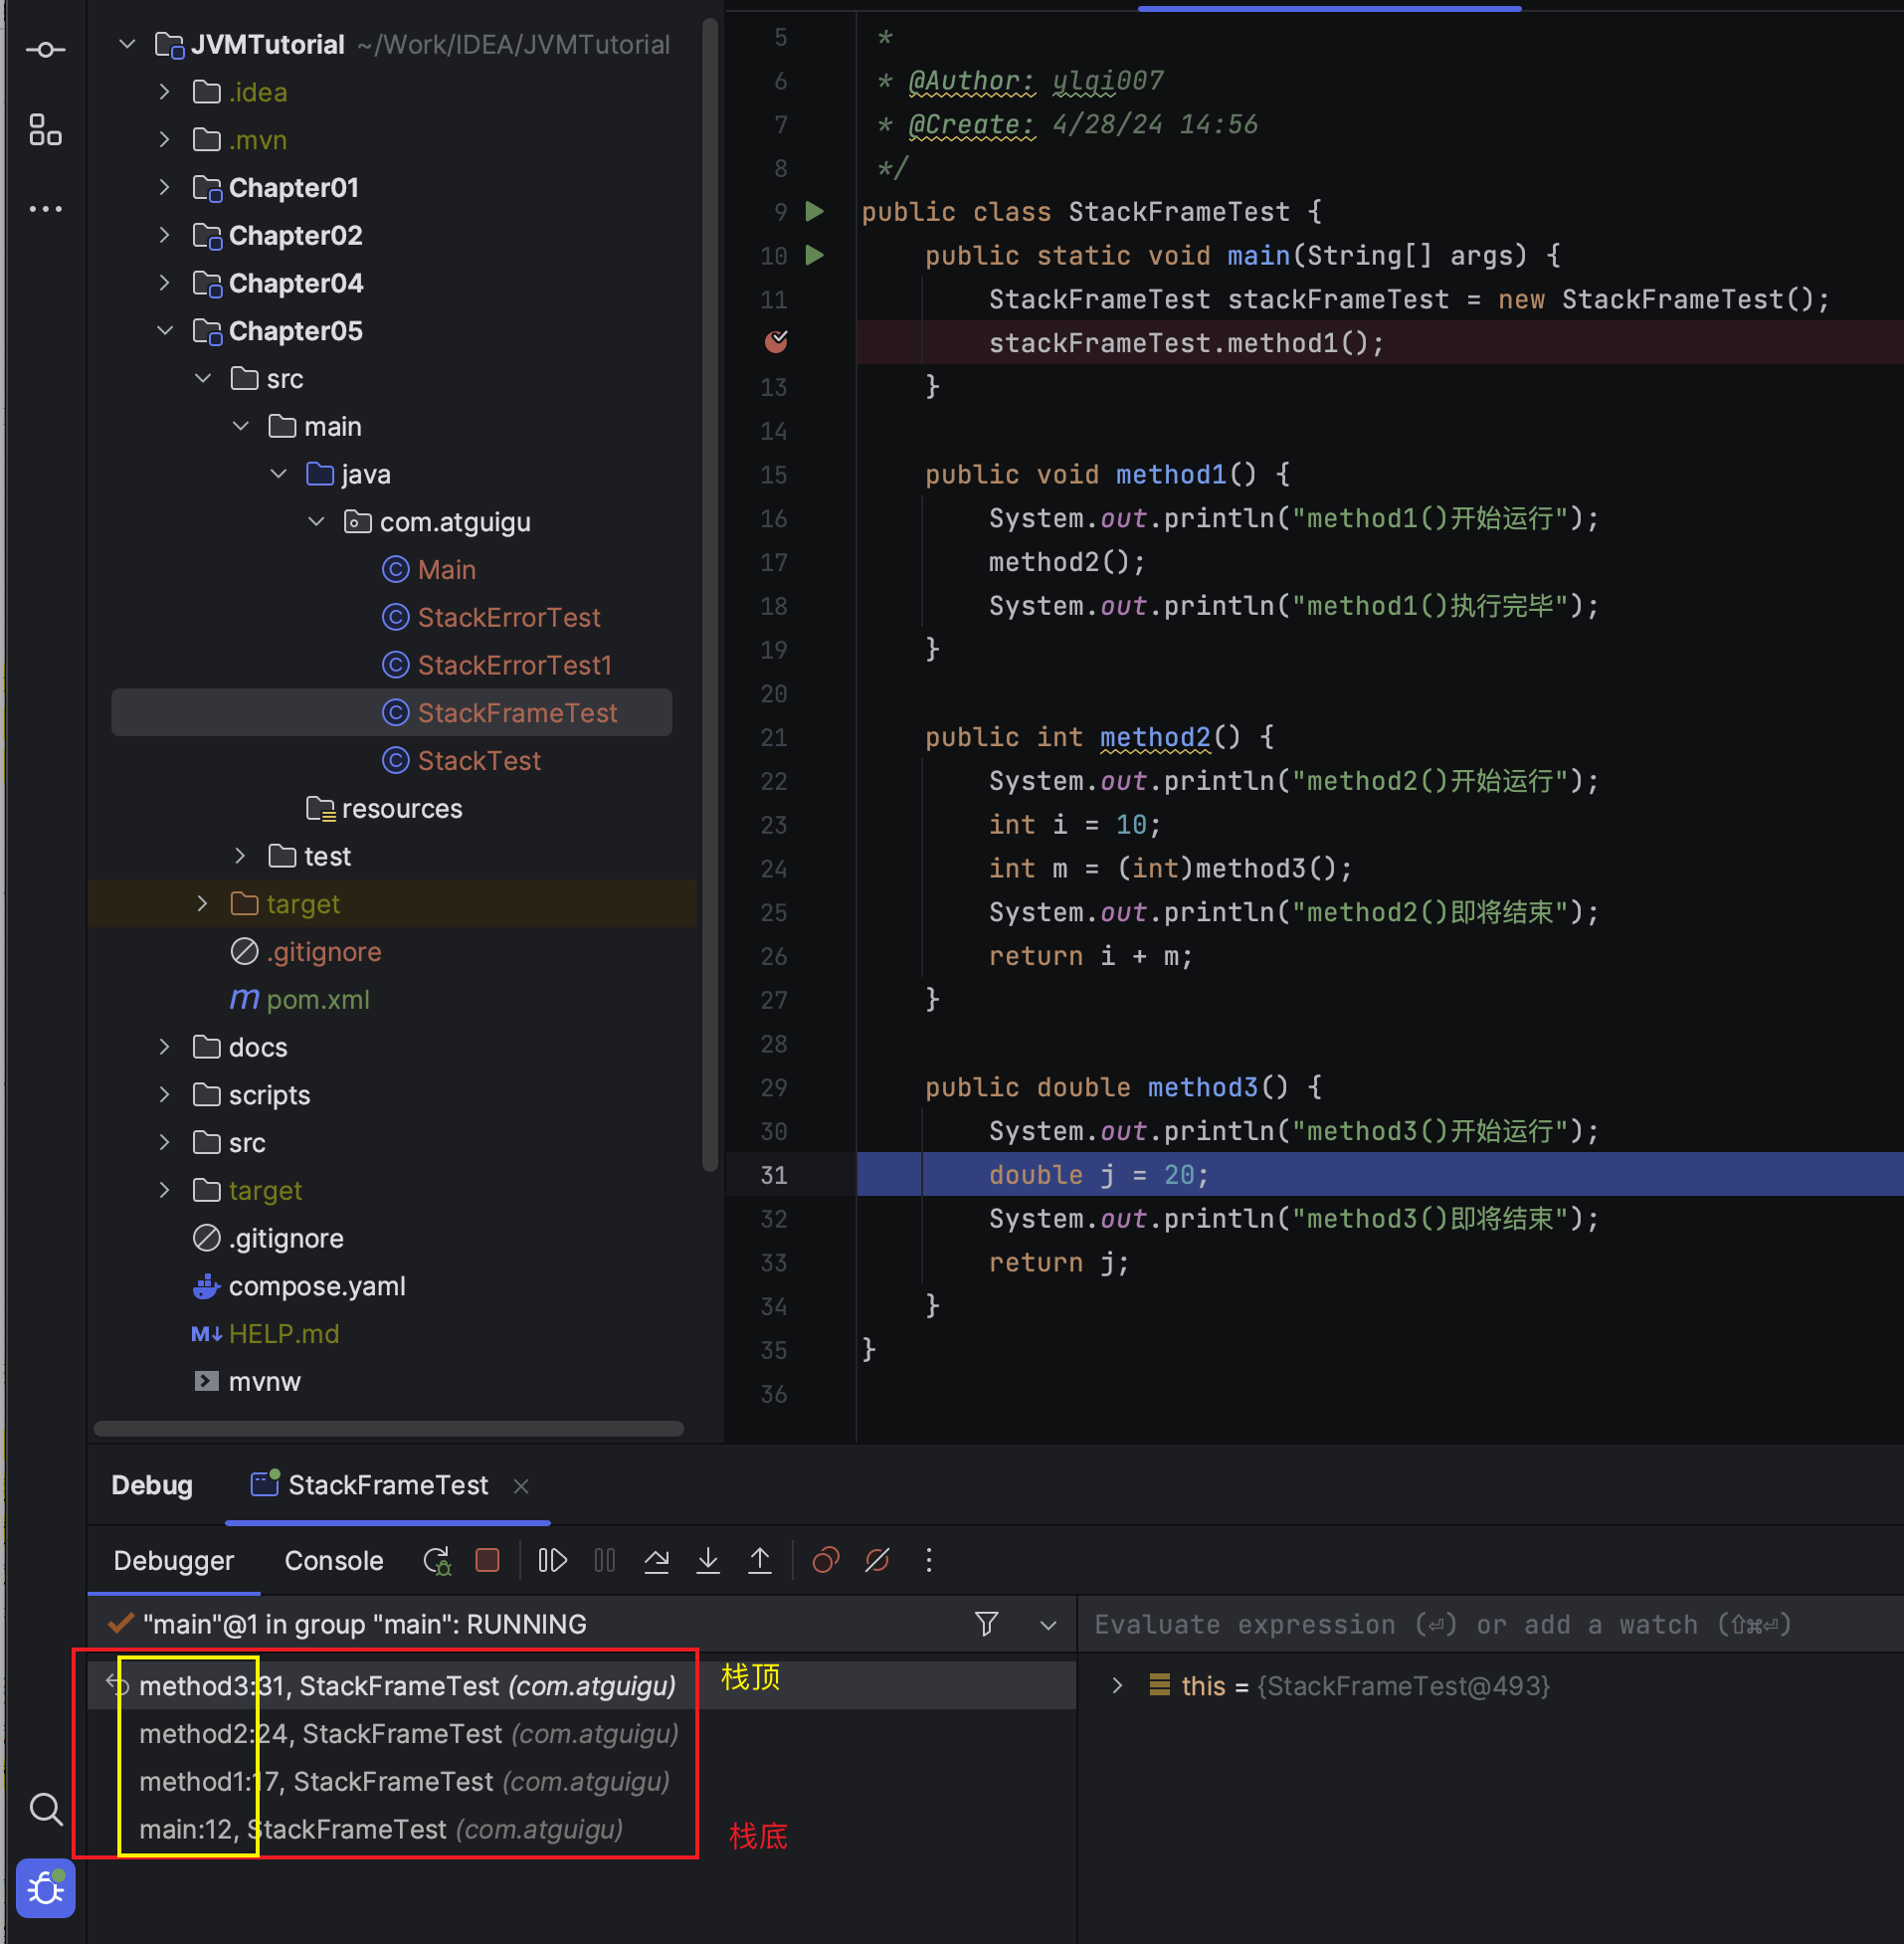 JVMTutorial ~/Work/IDEA/JVMTutorial
.idea
.mvn
Chapter01
Chapter02
Chapter04
Chapter05
src
main
java
com.atguigu
Main
StackErrorTest
StackErrorTest1
StackFrameTest
StackTest
resources
test
target
.gitignore
pom.xml
docs
scripts
src
target
.gitignore
compose.yaml
HELP.md
mvnw
5 *
6 * @Author: ylqi007
7 * @Create: 4/28/24 14:56
8 */
9 public class StackFrameTest {
10 public static void main(String[] args) {
11 StackFrameTest stackFrameTest = new StackFrameTest();
stackFrameTest.method1();
13 }
14
15 public void method1() {
16 System.out.println("method1()开始运行");
17 method2();
18 System.out.println("method1()执行完毕");
19 }
20
21 public int method2() {
22 System.out.println("method2()开始运行");
23 int i = 10;
24 int m = (int)method3();
25 System.out.println("method2()即将结束");
26 return i + m;
27 }
28
29 public double method3() {
30 System.out.println("method3()开始运行");
31 double j = 20;
32 System.out.println("method3()即将结束");
33 return j;
34 }
35 }
36
Debug StackFrameTest
Debugger Console
"main"@1 in group "main": RUNNING
Evaluate expression (⏎) or add a watch (⇧⌘⏎)
method3:31, StackFrameTest (com.atguigu) 栈顶
method2:24, StackFrameTest (com.atguigu)
method1:17, StackFrameTest (com.atguigu)
main:12, StackFrameTest (com.atguigu) 栈底
this = {StackFrameTest@493}